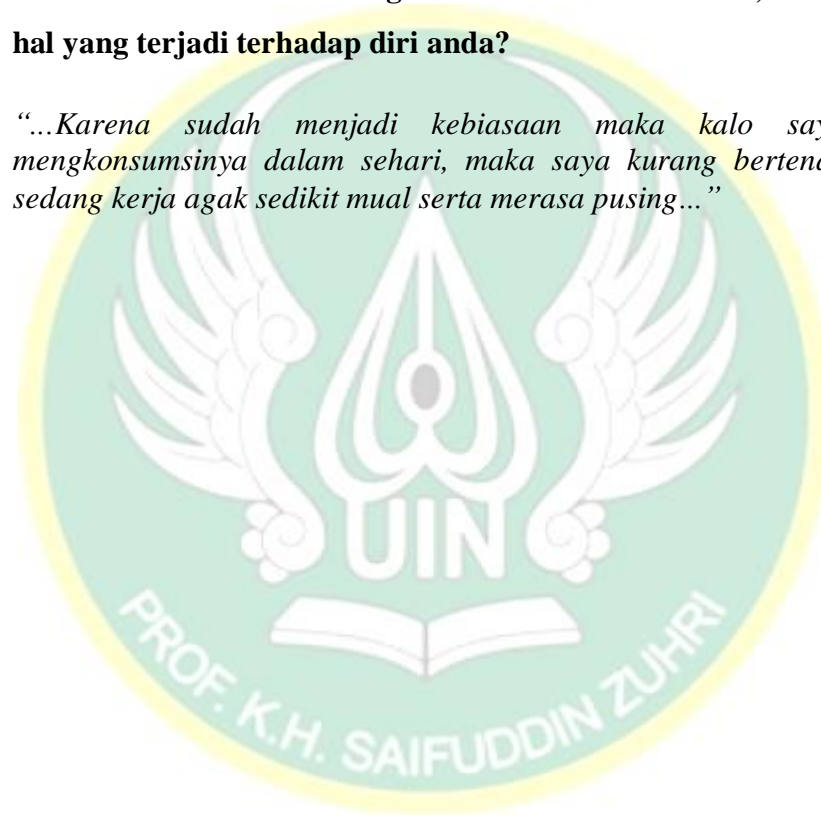 hal yang terjadi terhadap diri anda?
“...Karena sudah menjadi kebiasaan maka kalo
mengkonsumsinya dalam sehari, maka saya kurang
sedang kerja agak sedikit mual serta merasa pusing...”
UIN
PROF. K.H. SAIFUDDIN ZUHRI